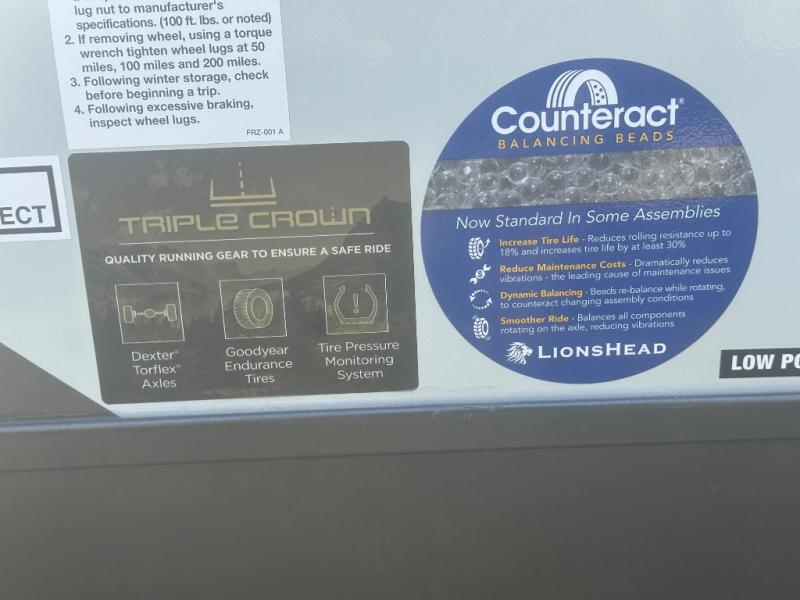 lug nut to manufacturer's
specifications. (100 ft. lbs. or noted)
2. If removing wheel, using a torque
wrench tighten wheel lugs at 50
miles, 100 miles and 200 miles.
3. Following winter storage, check
before beginning a trip.
4. Following excessive braking,
inspect wheel lugs.
FRZ-001 A
ECT
TRIPLE CROWN
QUALITY RUNNING GEAR TO ENSURE A SAFE RIDE
Dexter®
Torflex®
Axles
Goodyear
Endurance
Tires
Tire Pressure
Monitoring
System
Counteract®
BALANCING BEADS
Now Standard In Some Assemblies
Increase Tire Life - Reduces rolling resistance up to
18% and increases tire life by at least 30%
Reduce Maintenance Costs - Dramatically reduces
vibrations - the leading cause of maintenance issues
Dynamic Balancing - Beads re-balance while rotating,
to counteract changing assembly conditions
Smoother Ride - Balances all components
rotating on the axle, reducing vibrations
LIONSHEAD
LOW PO